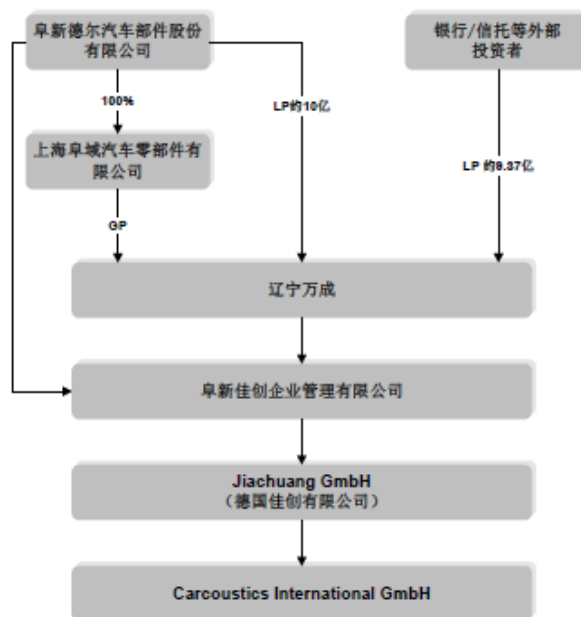 阜新德尔汽车部件股份
有限公司
银行/信托等外部
投资者
100%
LP约10亿
上海阜域汽车零部件有
限公司
LP 约9.37亿
GP
辽宁万成
阜新佳创企业管理有限公司
Jiachuang GmbH
（德国佳创有限公司）
Carcoustics International GmbH